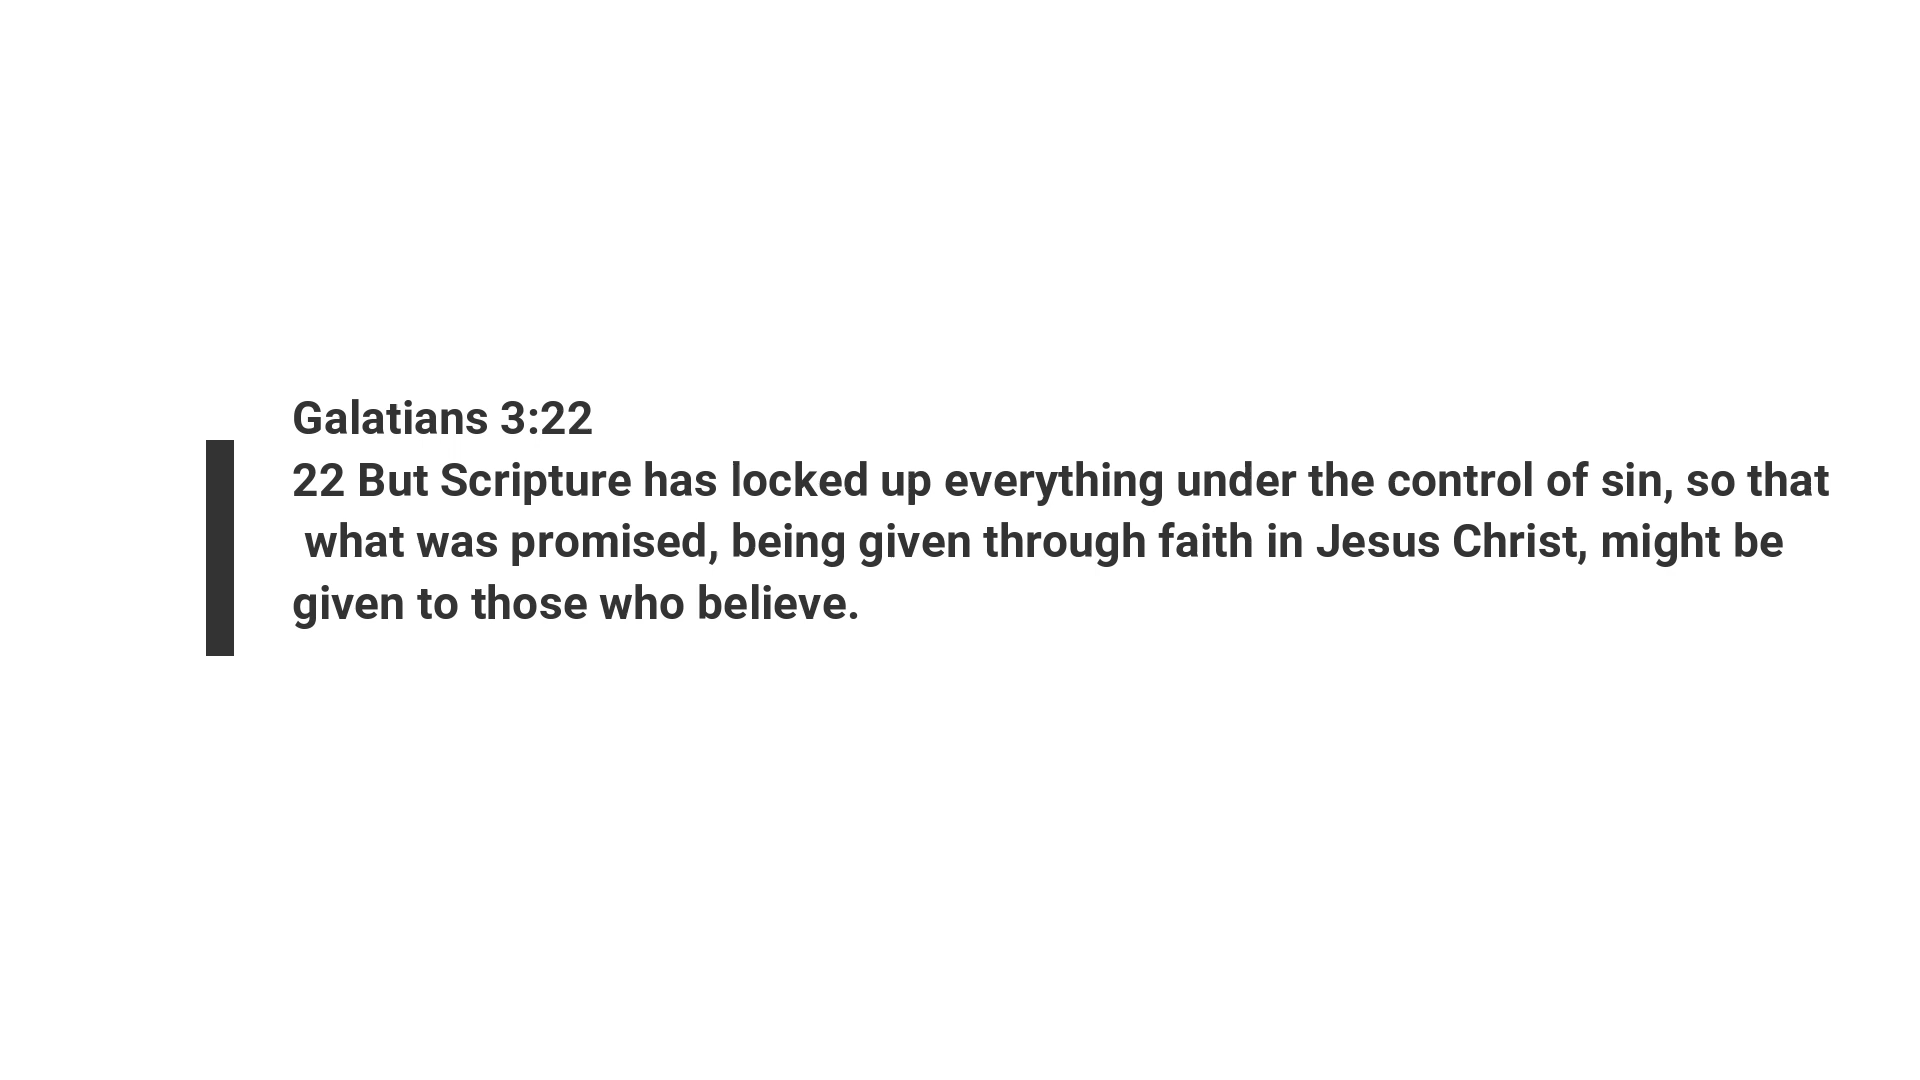 Galatians 3:22
22 But Scripture has locked up everything under the control of sin, so that
what was promised, being given through faith in Jesus Christ, might be
given to those who believe.